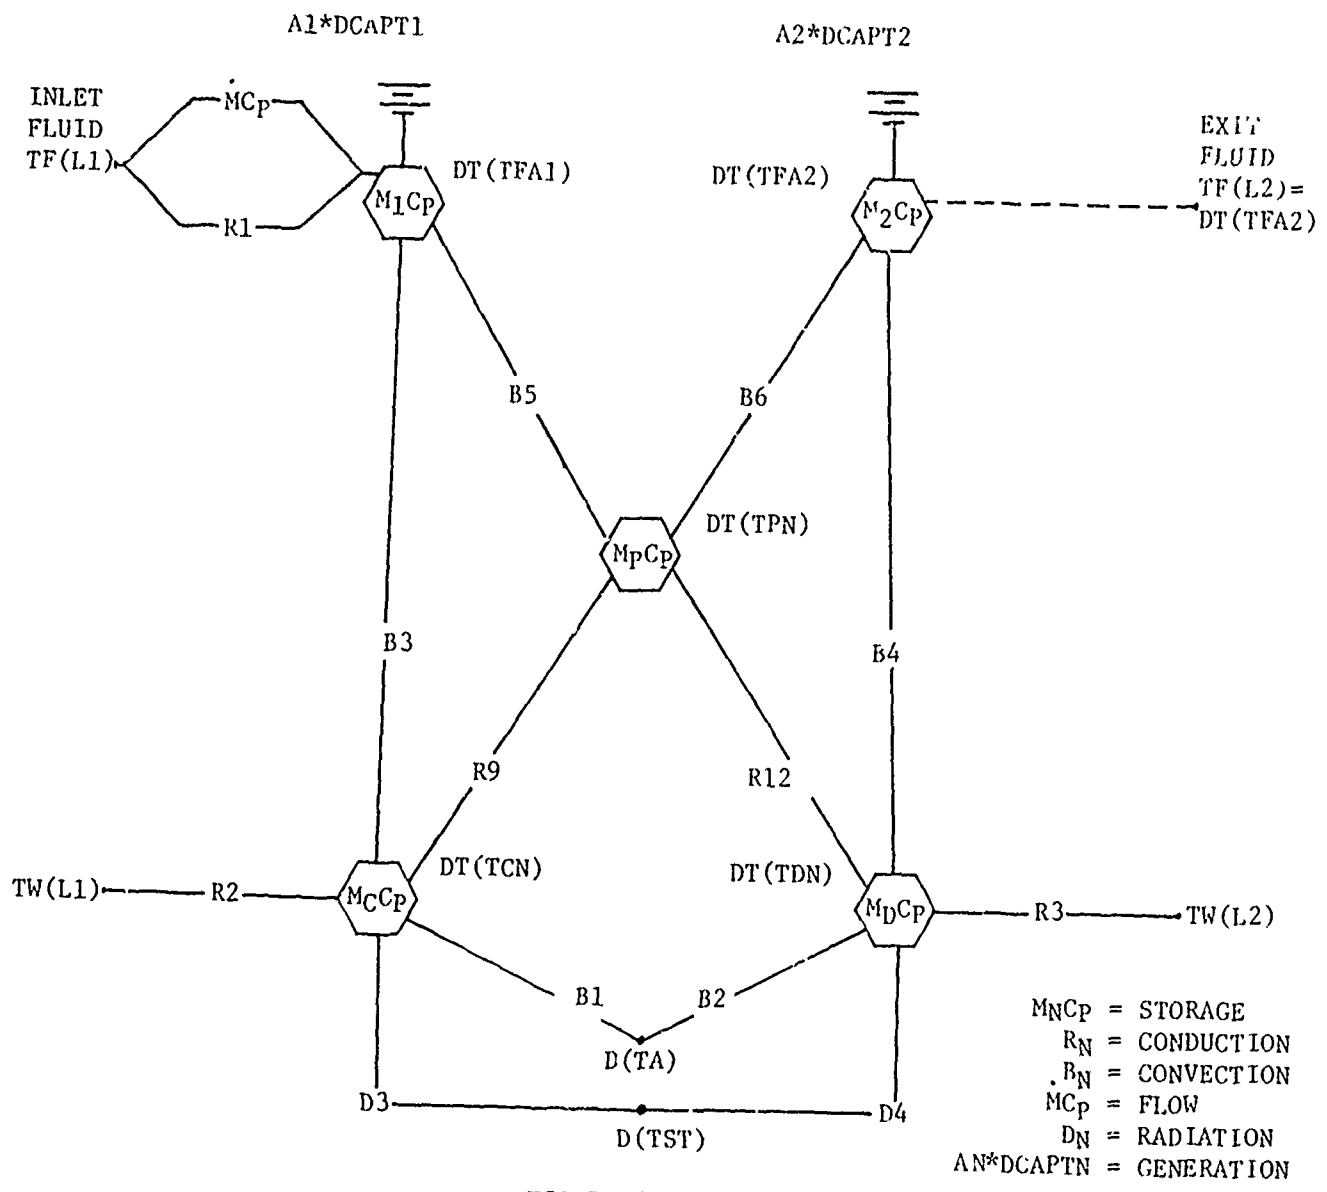 A1*DCAPT1
A2*DCAPT2
INLET
FLUID
TF(L1)
ṀCP
R1
M1CP
DT(TFA1)
DT(TFA2)
M2CP
EXIT
FLUID
TF(L2)=
DT(TFA2)
B5
B6
DT(TPN)
MPCP
B3
B4
R9
R12
DT(TCN)
DT(TDN)
TW(L1)
R2
MCCP
MDCP
R3
TW(L2)
B1
B2
D(TA)
D3
D4
D(TST)
MNCP = STORAGE
RN = CONDUCTION
BN = CONVECTION
ṀCP = FLOW
DN = RADIATION
AN*DCAPTN = GENERATION